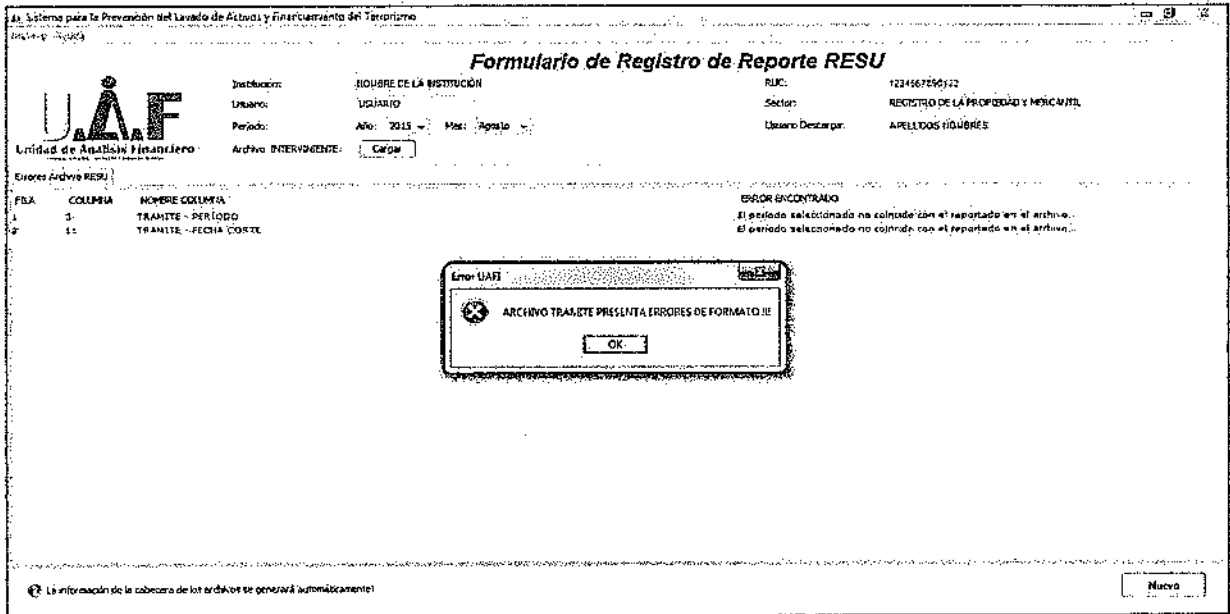 Sistema para la Prevención del Lavado de Activos y Financiamiento del Terrorismo
Ayuda
Formulario de Registro de Reporte RESU
U.A.F
Unidad de Análisis Financiero
Institución: NOMBRE DE LA INSTITUCIÓN
RUC:
Usuario: USUARIO
Sector: REGISTRO DE LA PROPIEDAD Y MERCANTIL
Periodo: Año: 2015 Mes: Agosto
Usuario Descarga: APELLIDOS NOMBRES
Archivo INTERVINIENTE: Cargar
Errores Archivo RESU
FILA COLUMNA NOMBRE COLUMNA ERROR ENCONTRADO
TRAMITE - PERÍODO El periodo seleccionado no coincide con el reportado en el archivo..
TRAMITE - FECHA CORTE El periodo seleccionado no coincide con el reportado en el archivo..
Error UAF!
ARCHIVO TRAMITE PRESENTA ERRORES DE FORMATO !!!
OK
La información de la cabecera de los archivos se generará automáticamente!
Nuevo